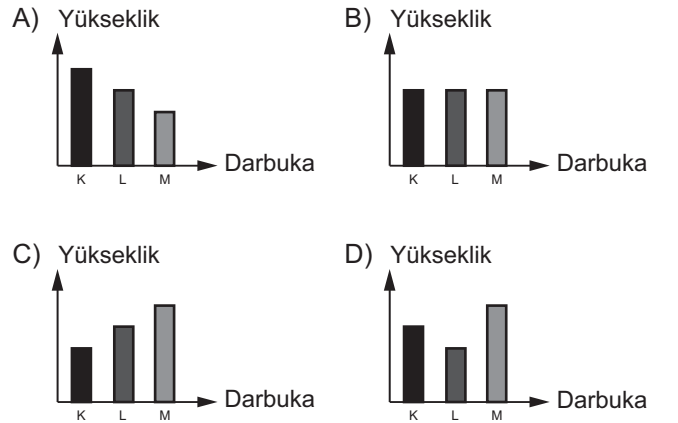 A) Yükseklik
Darbuka
K L M
B) Yükseklik
Darbuka
K L M
C) Yükseklik
Darbuka
K L M
D) Yükseklik
Darbuka
K L M